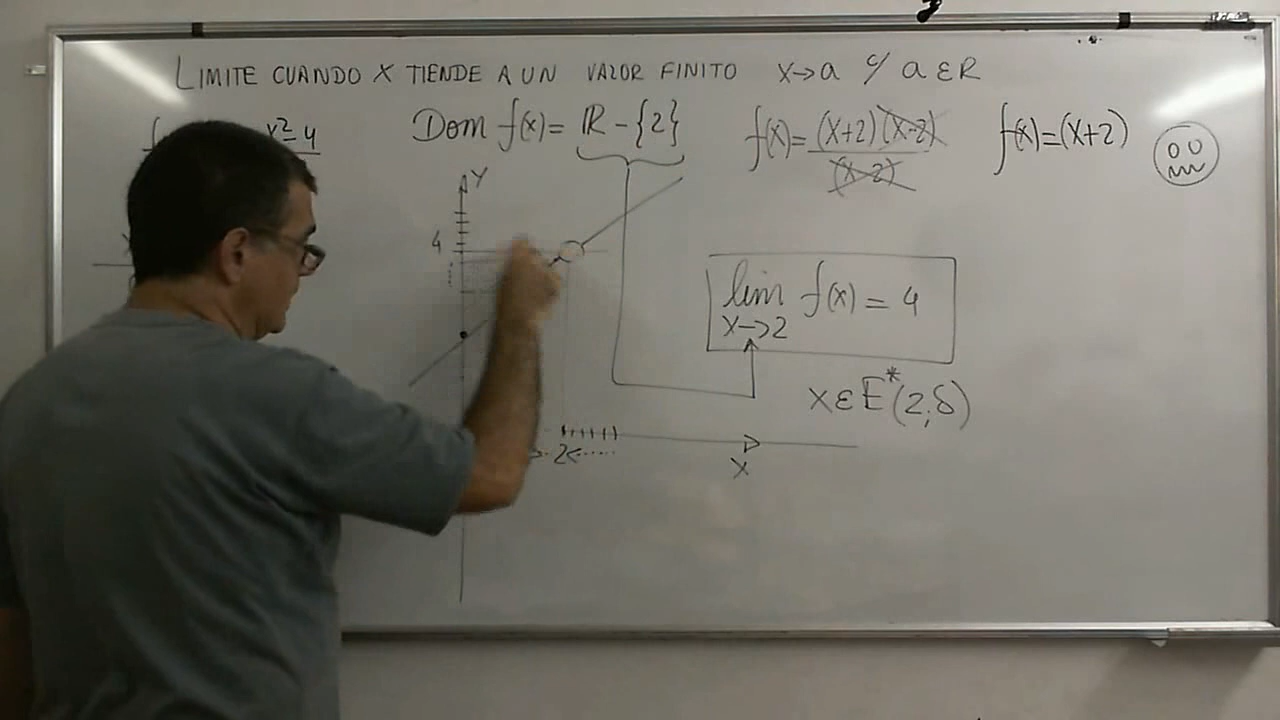 LIMITE CUANDO X TIENDE A UN VALOR FINITO X→a c/ a ∈ R
f x²-4
Dom f(x)= R - {2}
f(x)= (X+2)(X-2) / (X-2)
f(x)=(X+2)
Y
4
lim f(x) = 4
X→2
X ∈ E*(2;δ)
2
X